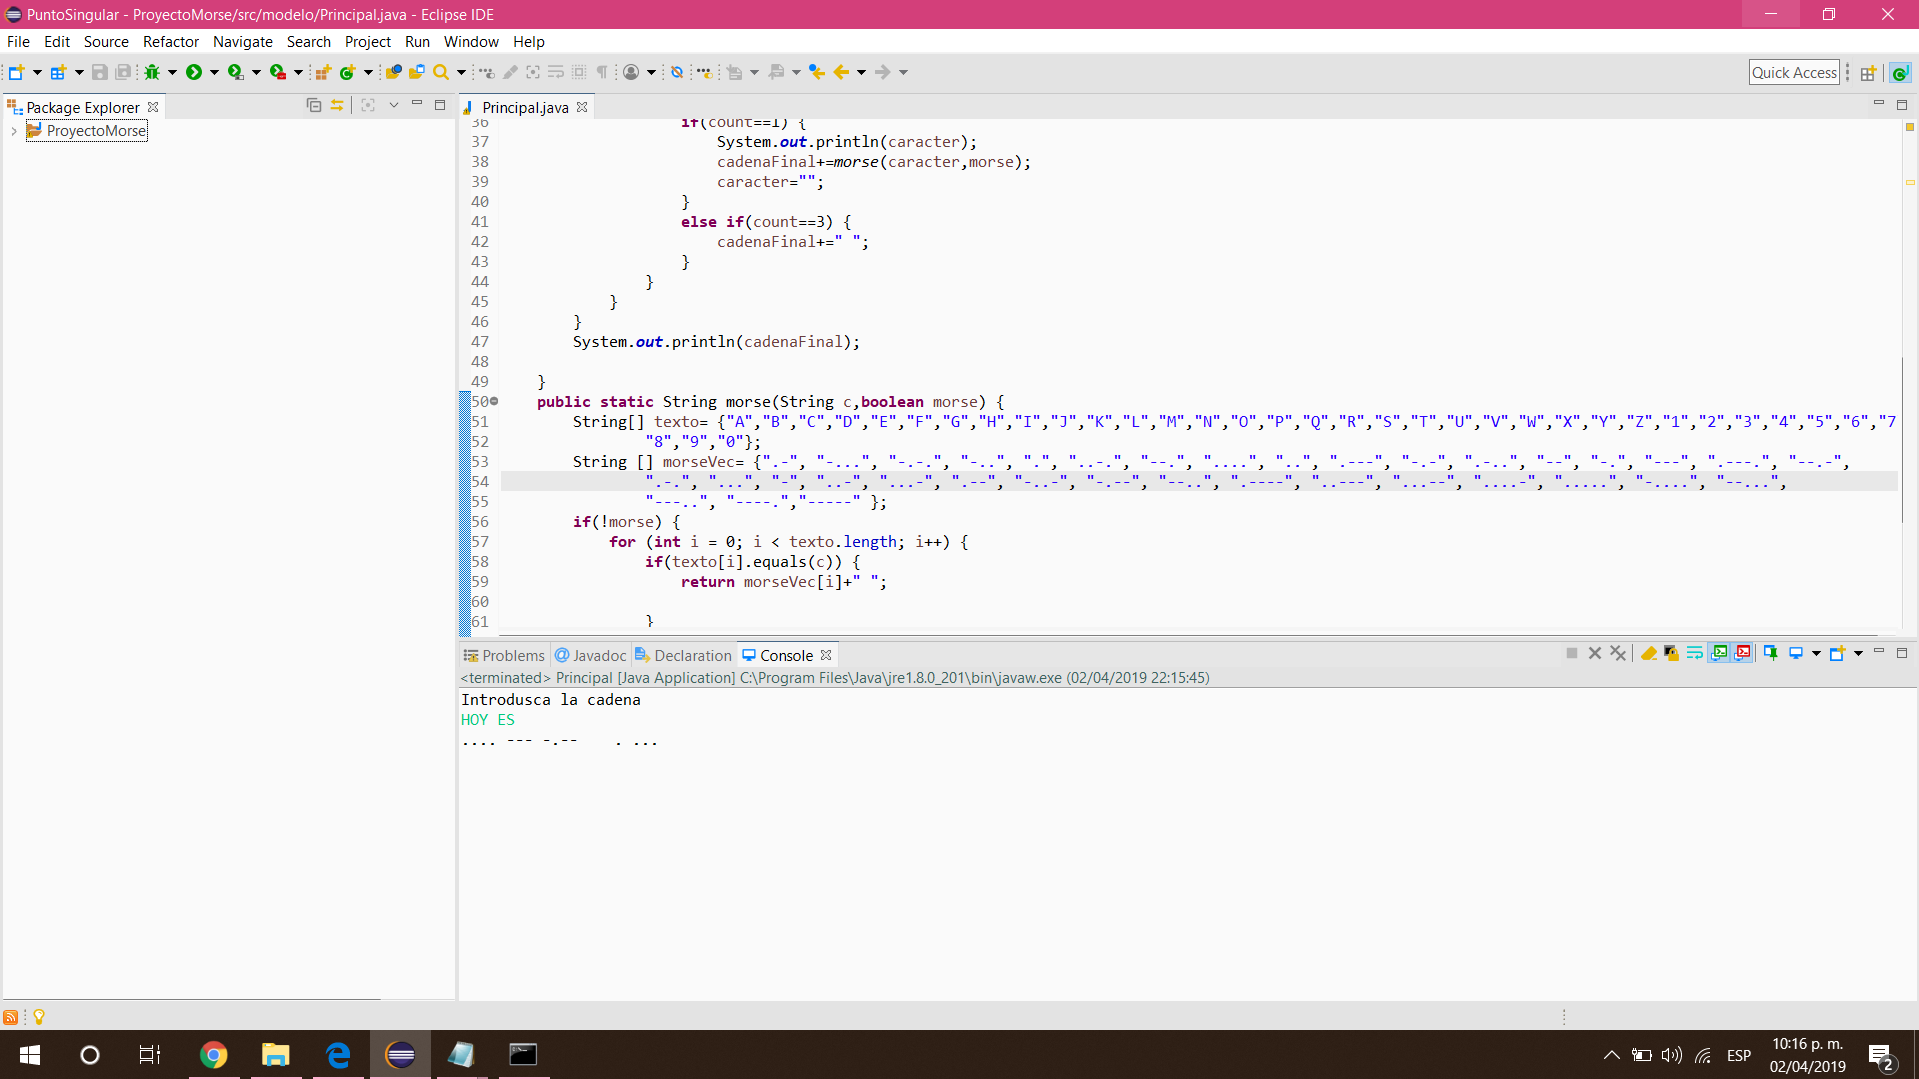 PuntoSingular - ProyectoMorse/src/modelo/Principal.java - Eclipse IDE
File Edit Source Refactor Navigate Search Project Run Window Help
Quick Access
Package Explorer
ProyectoMorse
Principal.java
36 if(count==1) {
37 System.out.println(caracter);
38 cadenaFinal+=morse(caracter,morse);
39 caracter="";
40 }
41 else if(count==3) {
42 cadenaFinal+=" ";
43 }
44 }
45 }
46 }
47 System.out.println(cadenaFinal);
48
49 }
50 public static String morse(String c,boolean morse) {
51 String[] texto= {"A","B","C","D","E","F","G","H","I","J","K","L","M","N","O","P","Q","R","S","T","U","V","W","X","Y","Z","1","2","3","4","5","6","7
52 "8","9","0"};
53 String [] morseVec= {".-", "-...", "-.-.", "-..", ".", "..-.", "--.", "....", "..", ".---", "-.-", ".-..", "--", "-.", "---", ".---.", "--.-",
54 ".-.", "...", "-", "..-", "...-", ".--", "-..-", "-.--", "--..", ".----", "..---", "...--", "....-", ".....", "-....", "--...",
55 "---..", "----.","-----" };
56 if(!morse) {
57 for (int i = 0; i < texto.length; i++) {
58 if(texto[i].equals(c)) {
59 return morseVec[i]+" ";
60
61 }
Problems Javadoc Declaration Console
<terminated> Principal [Java Application] C:\Program Files\Java\jre1.8.0_201\bin\javaw.exe (02/04/2019 22:15:45)
Introdusca la cadena
HOY ES
.... --- -.--    . ...
ESP
10:16 p. m.
02/04/2019
2